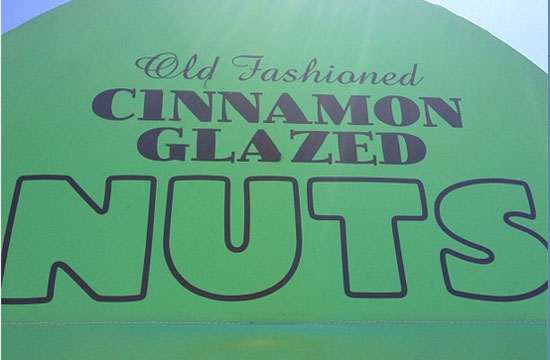 Old Fashioned
CINNAMON
GLAZED
NUTS